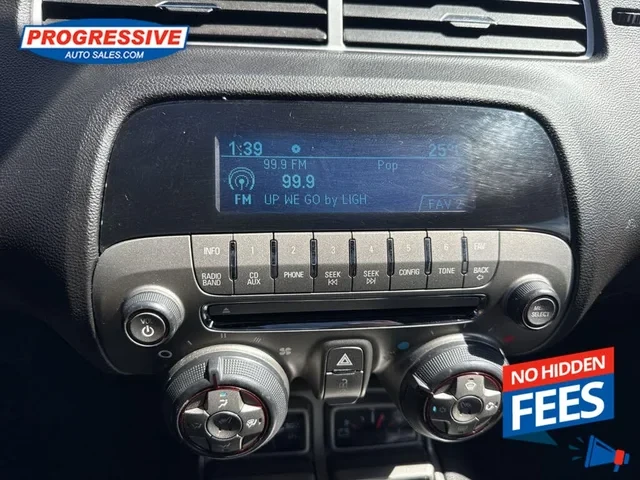 PROGRESSIVE
AUTO SALES.COM
1:39 25°
99.9 FM Pop
99.9
FM UP WE GO by LIGH FAV
INFO 1 2 3 4 5 6 FAV
RADIO BAND CD AUX PHONE SEEK SEEK CONFIG TONE BACK
MENU SELECT
NO HIDDEN
FEES